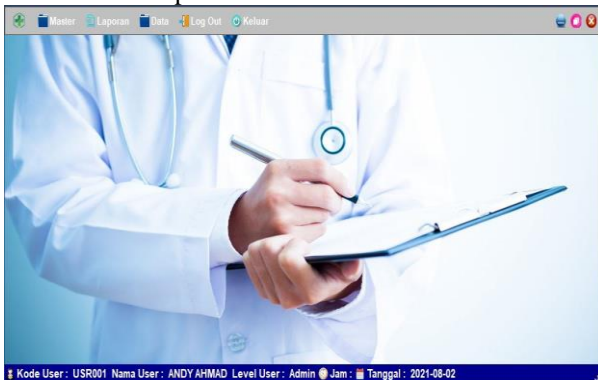 Master Laporan Data Log Out Keluar
Kode User : USR001 Nama User : ANDY AHMAD Level User : Admin Jam : Tanggal : 2021-08-02